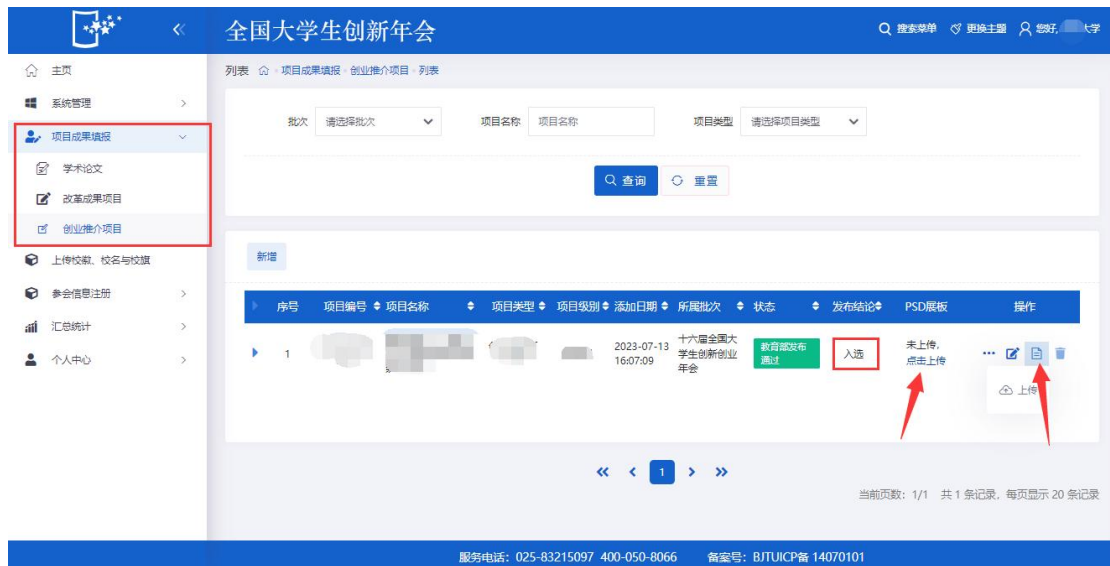 全国大学生创新年会
搜索菜单 更换主题 您好, 大学
主页
系统管理
项目成果填报
学术论文
改革成果项目
创业推介项目
上传校徽、校名与校旗
参会信息注册
汇总统计
个人中心
列表 项目成果填报 创业推介项目 列表
批次 请选择批次 项目名称 项目名称 项目类型 请选择项目类型
查询 重置
新增
序号 项目编号 项目名称 项目类型 项目级别 添加日期 所属批次 状态 发布结论 PSD展板 操作
1 2023-07-13 16:07:09 十六届全国大学生创新创业年会 教育部发布通过 入选 未上传, 点击上传
上传
1
当前页数: 1/1 共 1 条记录, 每页显示 20 条记录
服务电话: 025-83215097 400-050-8066 备案号: BJTUICP备 14070101